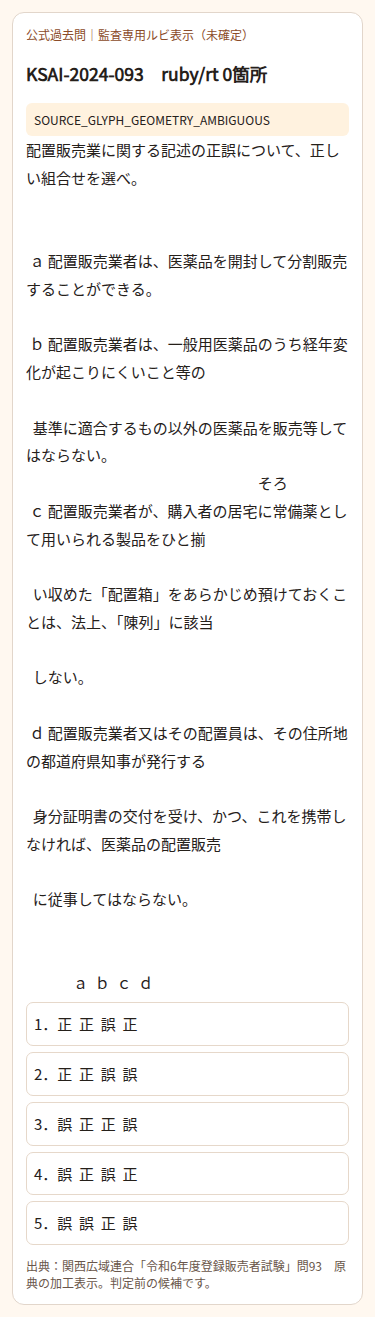 公式過去問｜監査専用ルビ表示（未確定）
KSAI-2024-093　ruby/rt 0箇所
SOURCE_GLYPH_GEOMETRY_AMBIGUOUS
配置販売業に関する記述の正誤について、正し
い組合せを選べ。
ａ 配置販売業者は、医薬品を開封して分割販売
することができる。
ｂ 配置販売業者は、一般用医薬品のうち経年変
化が起こりにくいこと等の
基準に適合するもの以外の医薬品を販売等して
はならない。
そろ
ｃ 配置販売業者が、購入者の居宅に常備薬とし
て用いられる製品をひと揃
い収めた「配置箱」をあらかじめ預けておくこ
とは、法上、「陳列」に該当
しない。
ｄ 配置販売業者又はその配置員は、その住所地
の都道府県知事が発行する
身分証明書の交付を受け、かつ、これを携帯し
なければ、医薬品の配置販売
に従事してはならない。
ａ ｂ ｃ ｄ
1．正 正 誤 正
2．正 正 誤 誤
3．誤 正 正 誤
4．誤 正 誤 正
5．誤 誤 正 誤
出典：関西広域連合「令和6年度登録販売者試験」問93　原
典の加工表示。判定前の候補です。